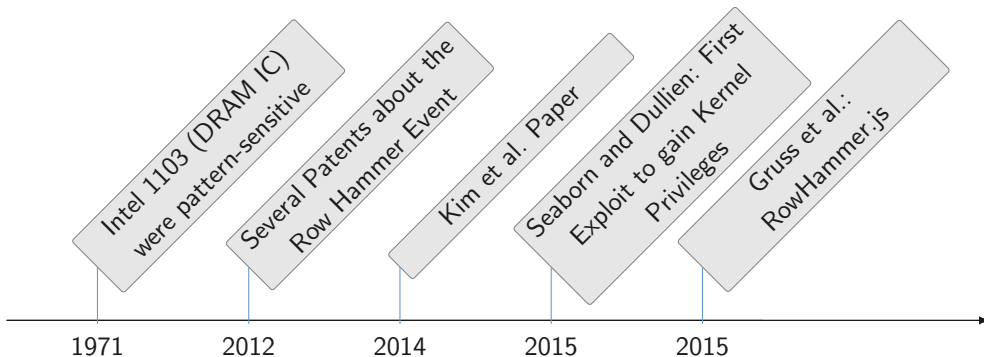 Intel 1103 (DRAM IC)
were pattern-sensitive
Several Patents about the
Row Hammer Event
Kim et al. Paper
Seaborn and Dullien: First
Exploit to gain Kernel
Privileges
Gruss et al.:
RowHammer.js
1971
2012
2014
2015
2015